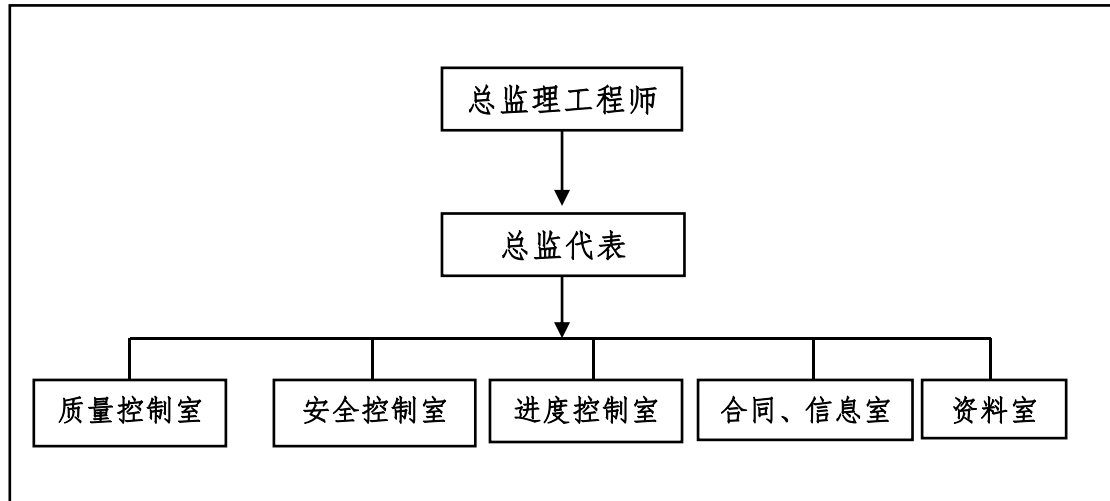 总监理工程师
总监代表
质量控制室
安全控制室
进度控制室
合同、信息室
资料室